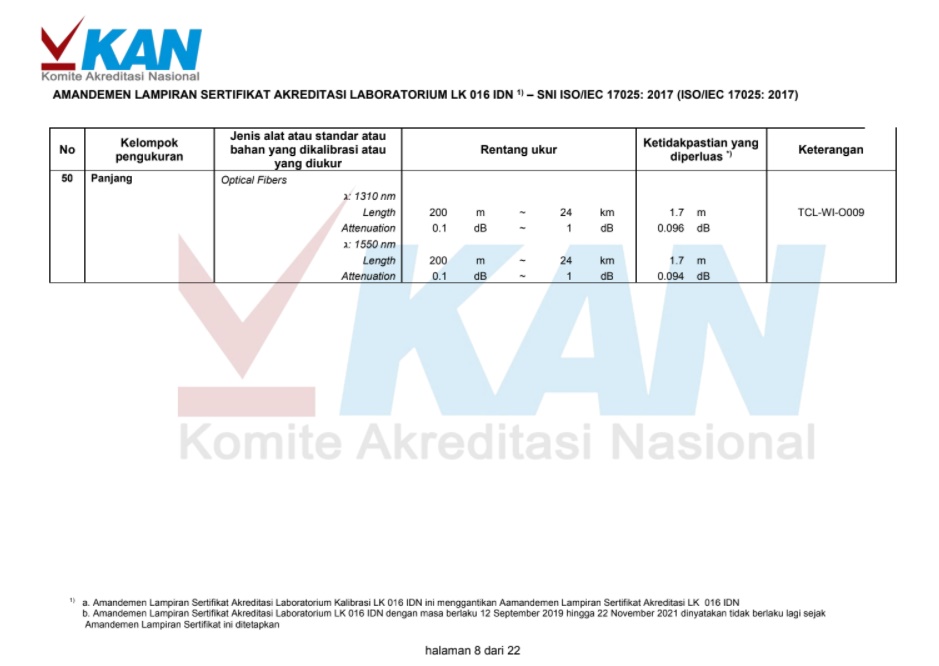 KAN
Komite Akreditasi Nasional
AMANDEMEN LAMPIRAN SERTIFIKAT AKREDITASI LABORATORIUM LK 016 IDN 1) – SNI ISO/IEC 17025: 2017 (ISO/IEC 17025: 2017)
No Kelompok pengukuran Jenis alat atau standar atau bahan yang dikalibrasi atau yang diukur Rentang ukur Ketidakpastian yang diperluas *) Keterangan
50 Panjang Optical Fibers
λ: 1310 nm
Length 200 m ~ 24 km 1.7 m TCL-WI-O009
Attenuation 0.1 dB ~ 1 dB 0.096 dB
λ: 1550 nm
Length 200 m ~ 24 km 1.7 m
Attenuation 0.1 dB ~ 1 dB 0.094 dB
KAN
Komite Akreditasi Nasional
1) a. Amandemen Lampiran Sertifikat Akreditasi Laboratorium Kalibrasi LK 016 IDN ini menggantikan Aamandemen Lampiran Sertifikat Akreditasi LK 016 IDN
b. Amandemen Lampiran Sertifikat Akreditasi Laboratorium LK 016 IDN dengan masa berlaku 12 September 2019 hingga 22 November 2021 dinyatakan tidak berlaku lagi sejak
Amandemen Lampiran Sertifikat ini ditetapkan
halaman 8 dari 22